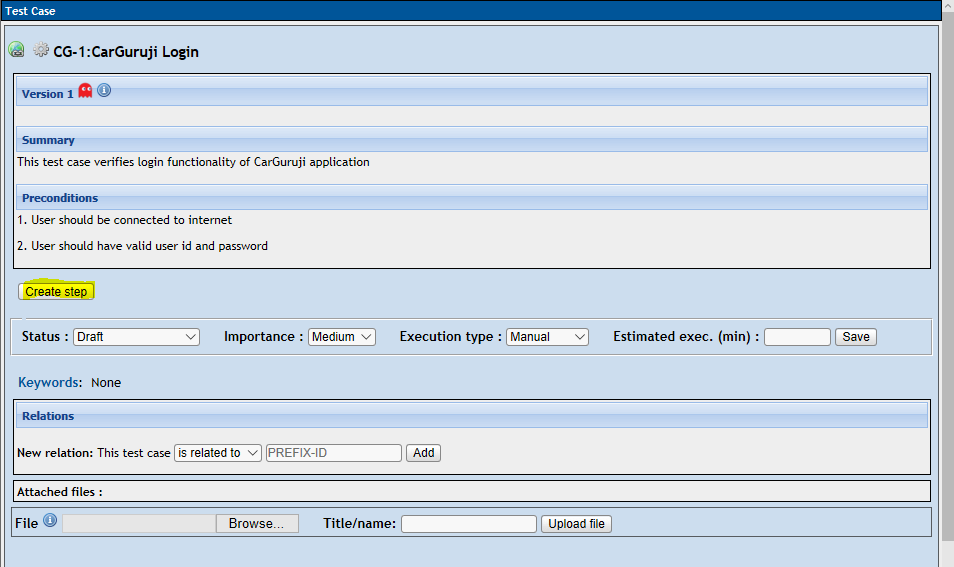 Test Case
CG-1:CarGuruji Login
Version 1
Summary
This test case verifies login functionality of CarGuruji application
Preconditions
1. User should be connected to internet
2. User should have valid user id and password
Create step
Status : Draft Importance : Medium Execution type : Manual Estimated exec. (min) : Save
Keywords: None
Relations
New relation: This test case is related to PREFIX-ID Add
Attached files :
File Browse... Title/name: Upload file